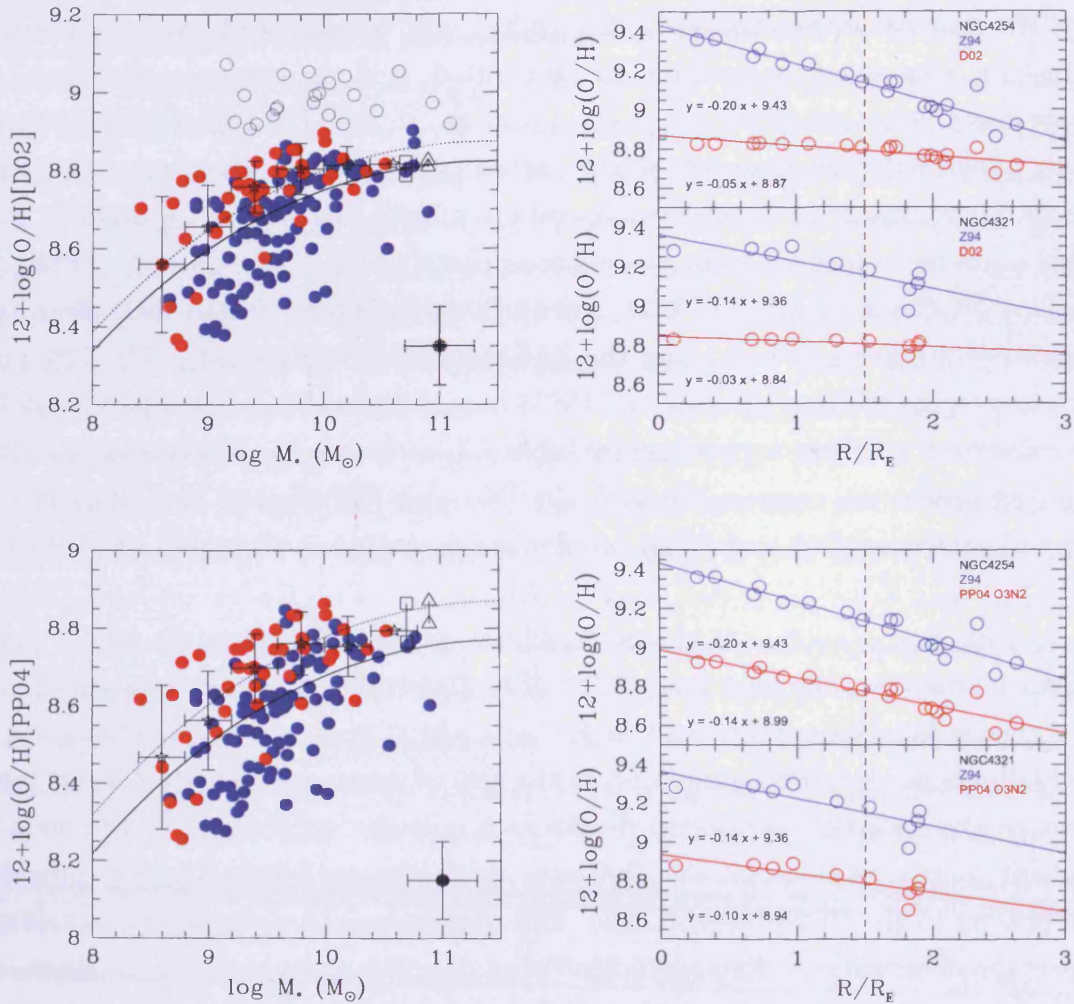 9.2
9
8.8
8.6
8.4
8.2
8
9
10
11
12+log(O/H)[D02]
log M⋆ (M⊙)
9.4
9.2
9
8.8
8.6
NGC4254
Z94
D02
y = -0.20 x + 9.43
y = -0.05 x + 8.87
12+log(O/H)
9.4
9.2
9
8.8
8.6
NGC4321
Z94
D02
y = -0.14 x + 9.36
y = -0.03 x + 8.84
12+log(O/H)
0
1
2
3
R/R_E
9
8.8
8.6
8.4
8.2
8
8
9
10
11
12+log(O/H)[PP04]
log M⋆ (M⊙)
9.4
9.2
9
8.8
8.6
NGC4254
Z94
PP04 O3N2
y = -0.20 x + 9.43
y = -0.14 x + 8.99
12+log(O/H)
9.4
9.2
9
8.8
8.6
NGC4321
Z94
PP04 O3N2
y = -0.14 x + 9.36
y = -0.10 x + 8.94
12+log(O/H)
0
1
2
3
R/R_E